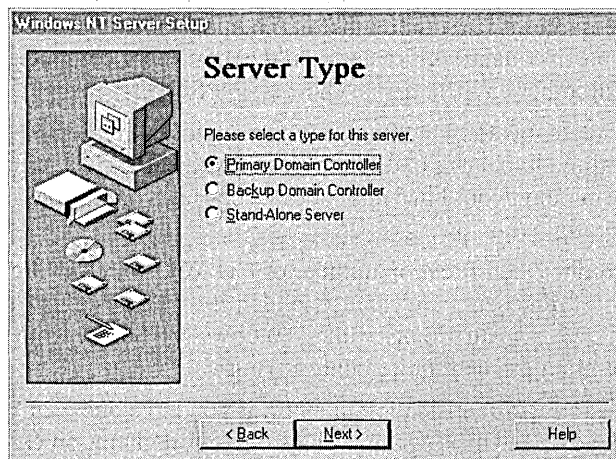 Windows NT Server Setup
Server Type
Please select a type for this server.
Primary Domain Controller
Backup Domain Controller
Stand-Alone Server
< Back
Next >
Help